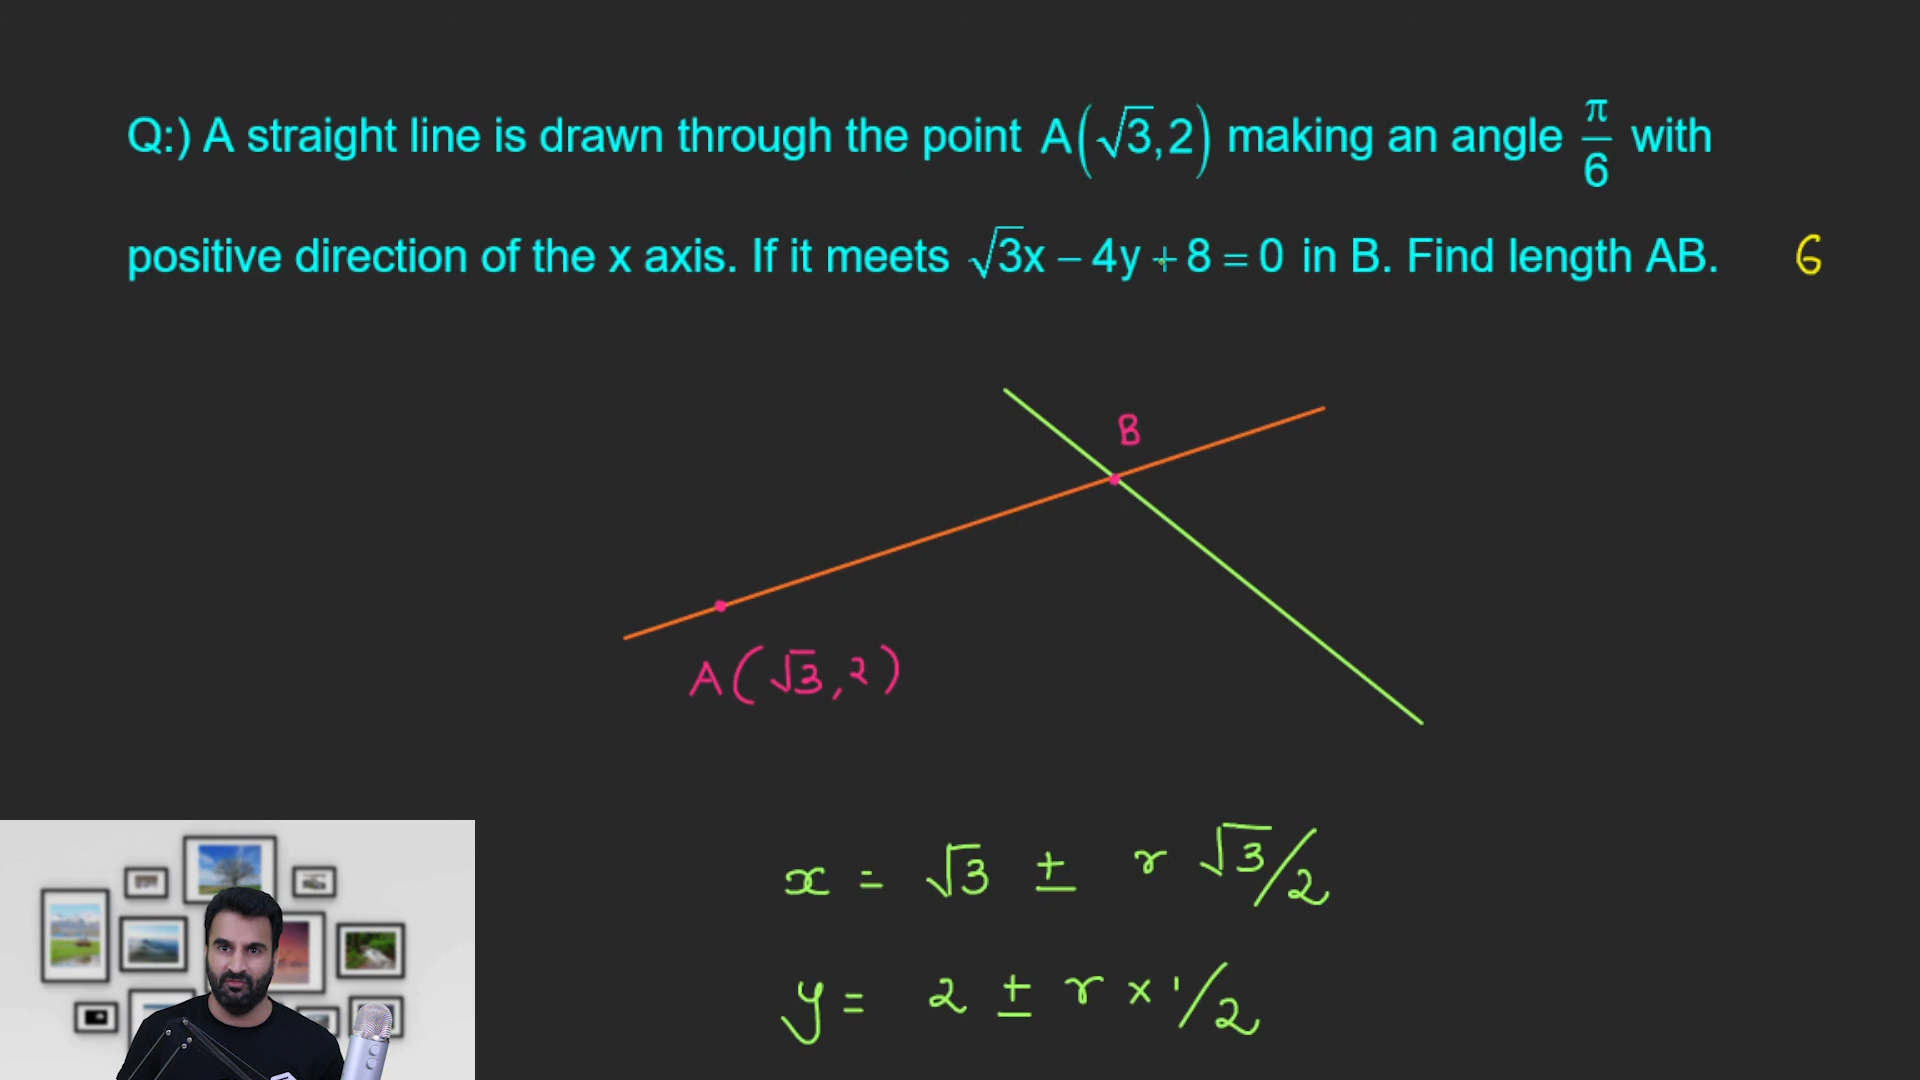 Q:) A straight line is drawn through the point A(√3,2) making an angle π/6 with
positive direction of the x axis. If it meets √3x – 4y + 8 = 0 in B. Find length AB. 6
B
A(√3,2)
x = √3 ± r √3/2
y = 2 ± r × 1/2